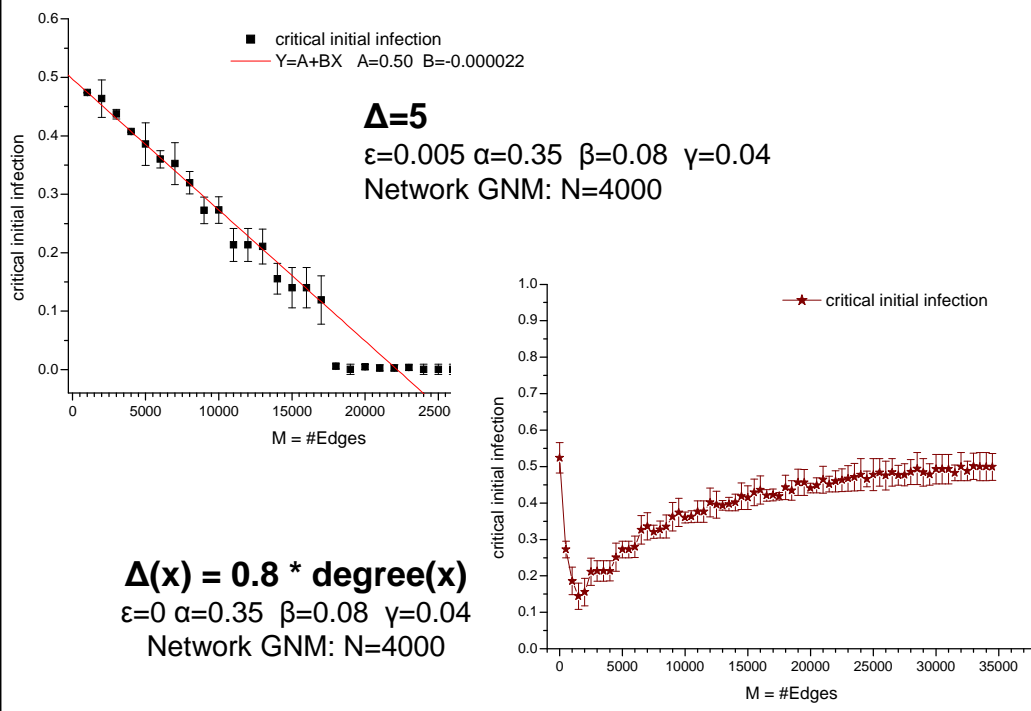 critical initial infection
Y=A+BX A=0.50 B=-0.000022
0.6
0.5
0.4
0.3
0.2
0.1
0.0
critical initial infection
0
5000
10000
15000
20000
2500
M = #Edges
Δ=5
ε=0.005 α=0.35 β=0.08 γ=0.04
Network GNM: N=4000
critical initial infection
1.0
0.9
0.8
0.7
0.6
0.5
0.4
0.3
0.2
0.1
0.0
critical initial infection
0
5000
10000
15000
20000
25000
30000
35000
M = #Edges
Δ(x) = 0.8 * degree(x)
ε=0 α=0.35 β=0.08 γ=0.04
Network GNM: N=4000